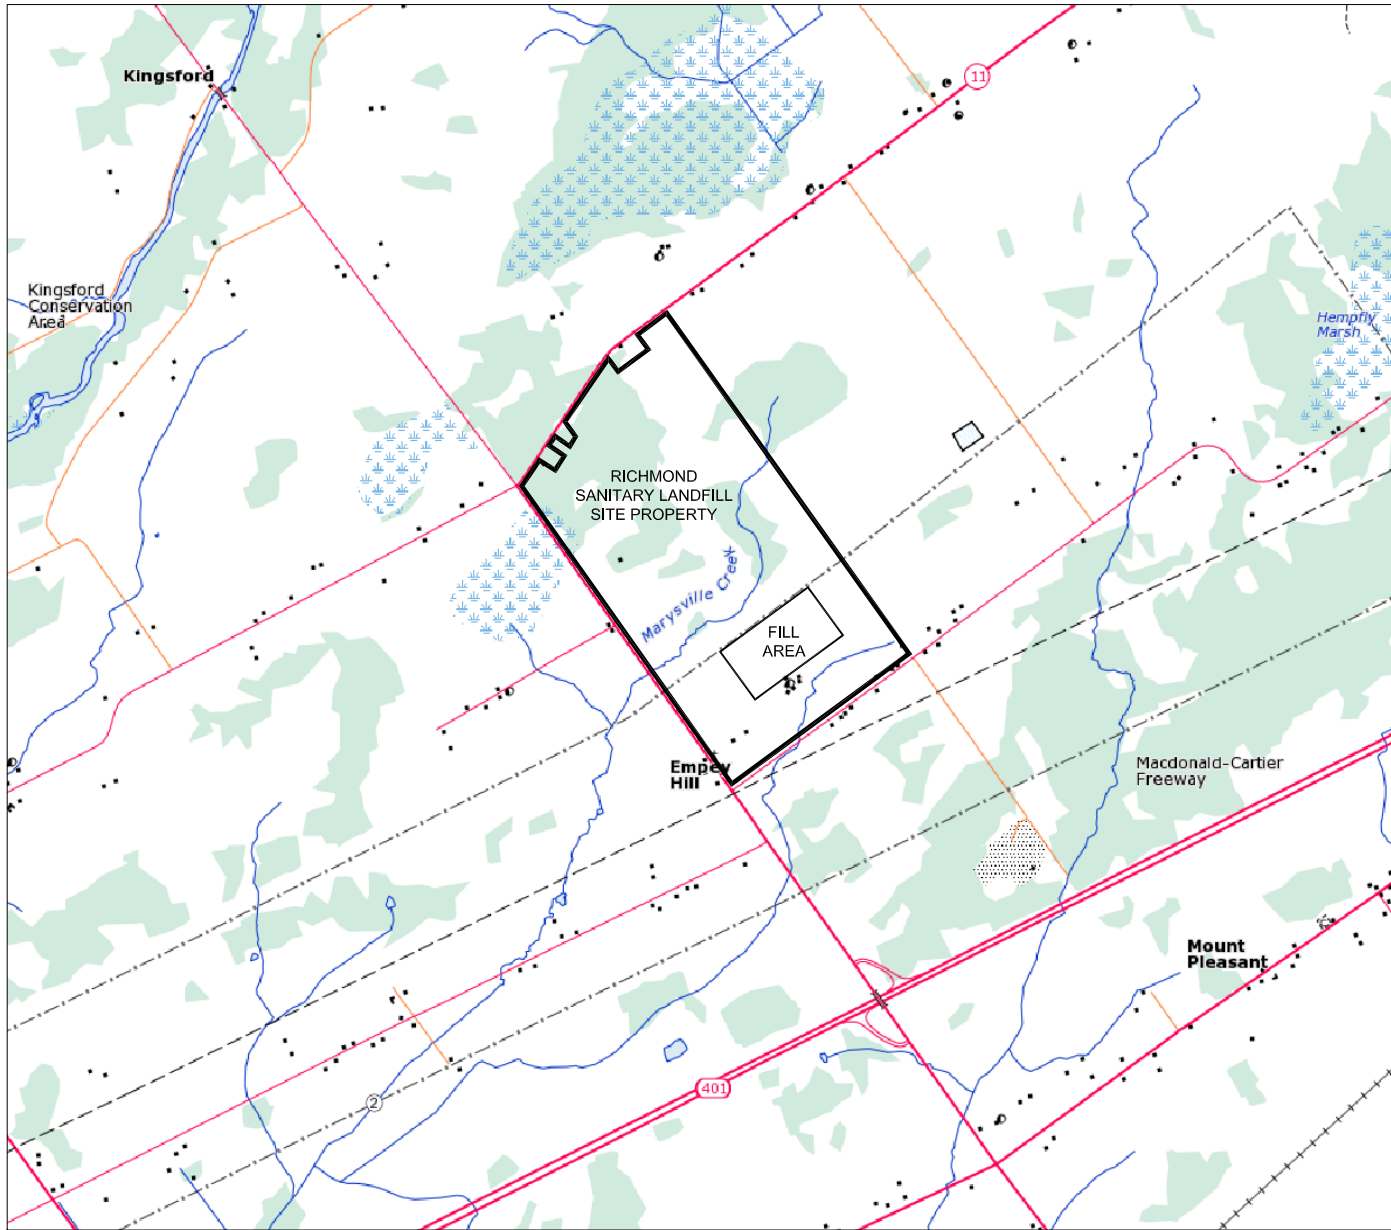 Kingsford
11
Kingsford
Conservation
Area
Hempfly
Marsh
RICHMOND
SANITARY LANDFILL
SITE PROPERTY
Marysville Creek
FILL
AREA
Empey
Hill
Macdonald-Cartier
Freeway
Mount
Pleasant
401
2